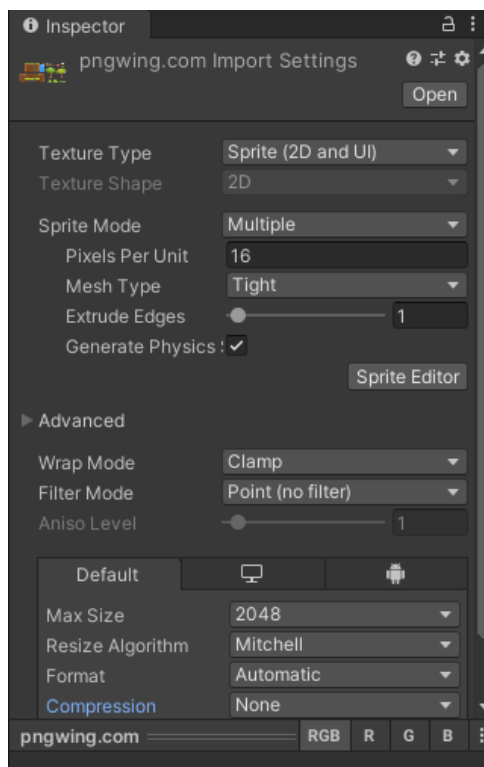 Inspector
pngwing.com Import Settings
Open
Texture Type Sprite (2D and UI)
Texture Shape 2D
Sprite Mode Multiple
Pixels Per Unit 16
Mesh Type Tight
Extrude Edges 1
Generate Physics S
Sprite Editor
Advanced
Wrap Mode Clamp
Filter Mode Point (no filter)
Aniso Level 1
Default
Max Size 2048
Resize Algorithm Mitchell
Format Automatic
Compression None
pngwing.com RGB R G B